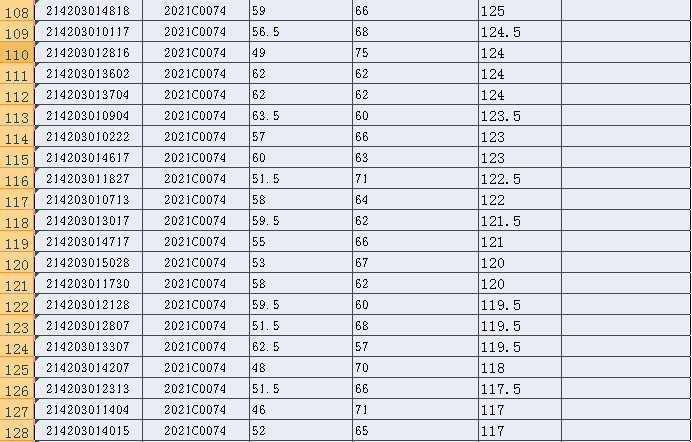 108 214203014818 2021C0074 59 66 125
109 214203010117 2021C0074 56.5 68 124.5
110 214203012816 2021C0074 49 75 124
111 214203013602 2021C0074 62 62 124
112 214203013704 2021C0074 62 62 124
113 214203010904 2021C0074 63.5 60 123.5
114 214203010222 2021C0074 57 66 123
115 214203014617 2021C0074 60 63 123
116 214203011827 2021C0074 51.5 71 122.5
117 214203010713 2021C0074 58 64 122
118 214203013017 2021C0074 59.5 62 121.5
119 214203014717 2021C0074 55 66 121
120 214203015028 2021C0074 53 67 120
121 214203011730 2021C0074 58 62 120
122 214203012128 2021C0074 59.5 60 119.5
123 214203012807 2021C0074 51.5 68 119.5
124 214203013307 2021C0074 62.5 57 119.5
125 214203014207 2021C0074 48 70 118
126 214203012313 2021C0074 51.5 66 117.5
127 214203011404 2021C0074 46 71 117
128 214203014015 2021C0074 52 65 117